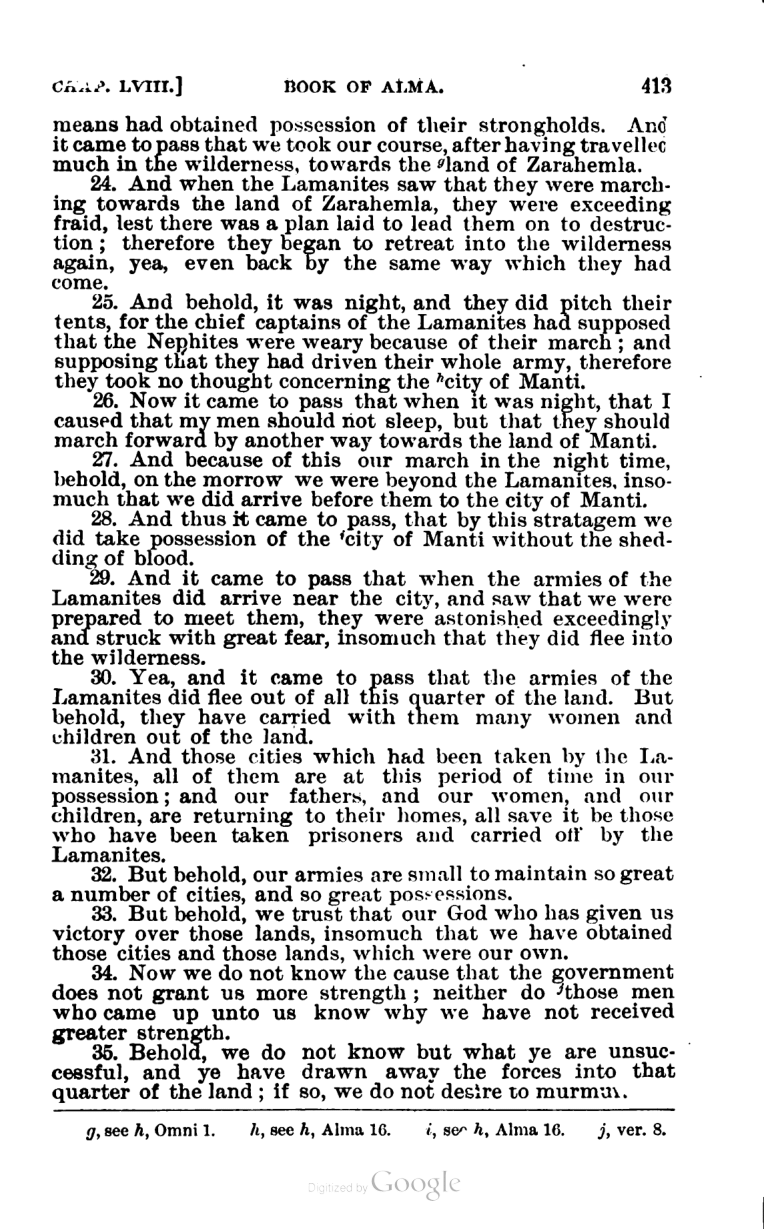 CHAP. LVIII.] BOOK OF ALMA. 413
means had obtained possession of their strongholds. And
it came to pass that we took our course, after having travelled
much in the wilderness, towards the gland of Zarahemla.
24. And when the Lamanites saw that they were march-
ing towards the land of Zarahemla, they were exceeding
fraid, lest there was a plan laid to lead them on to destruc-
tion; therefore they began to retreat into the wilderness
again, yea, even back by the same way which they had
come.
25. And behold, it was night, and they did pitch their
tents, for the chief captains of the Lamanites had supposed
that the Nephites were weary because of their march; and
supposing that they had driven their whole army, therefore
they took no thought concerning the hcity of Manti.
26. Now it came to pass that when it was night, that I
caused that my men should not sleep, but that they should
march forward by another way towards the land of Manti.
27. And because of this our march in the night time,
behold, on the morrow we were beyond the Lamanites, inso-
much that we did arrive before them to the city of Manti.
28. And thus it came to pass, that by this stratagem we
did take possession of the icity of Manti without the shed-
ding of blood.
29. And it came to pass that when the armies of the
Lamanites did arrive near the city, and saw that we were
prepared to meet them, they were astonished exceedingly
and struck with great fear, insomuch that they did flee into
the wilderness.
30. Yea, and it came to pass that the armies of the
Lamanites did flee out of all this quarter of the land. But
behold, they have carried with them many women and
children out of the land.
31. And those cities which had been taken by the La-
manites, all of them are at this period of time in our
possession; and our fathers, and our women, and our
children, are returning to their homes, all save it be those
who have been taken prisoners and carried off by the
Lamanites.
32. But behold, our armies are small to maintain so great
a number of cities, and so great possessions.
33. But behold, we trust that our God who has given us
victory over those lands, insomuch that we have obtained
those cities and those lands, which were our own.
34. Now we do not know the cause that the government
does not grant us more strength; neither do jthose men
who came up unto us know why we have not received
greater strength.
35. Behold, we do not know but what ye are unsuc-
cessful, and ye have drawn away the forces into that
quarter of the land; if so, we do not desire to murmur.
g, see h, Omni 1. h, see h, Alma 16. i, see h, Alma 16. j, ver. 8.
Digitized by Google